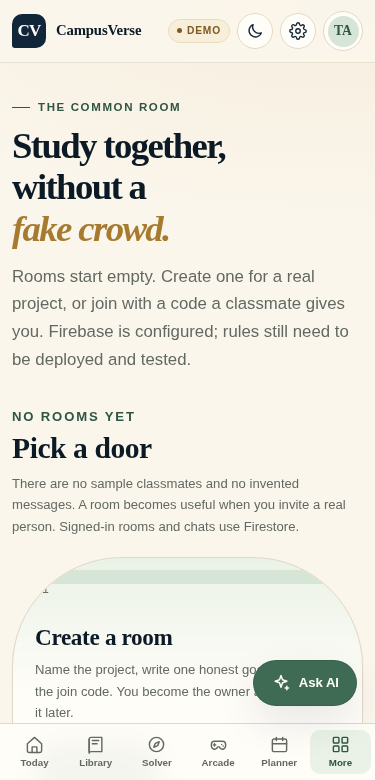 CV CampusVerse DEMO TA
THE COMMON ROOM
Study together,
without a
fake crowd.
Rooms start empty. Create one for a real
project, or join with a code a classmate gives
you. Firebase is configured; rules still need to
be deployed and tested.
NO ROOMS YET
Pick a door
There are no sample classmates and no invented
messages. A room becomes useful when you invite a real
person. Signed-in rooms and chats use Firestore.
Create a room
Name the project, write one honest
the join code. You become the owner
it later.
Ask AI
Today Library Solver Arcade Planner More